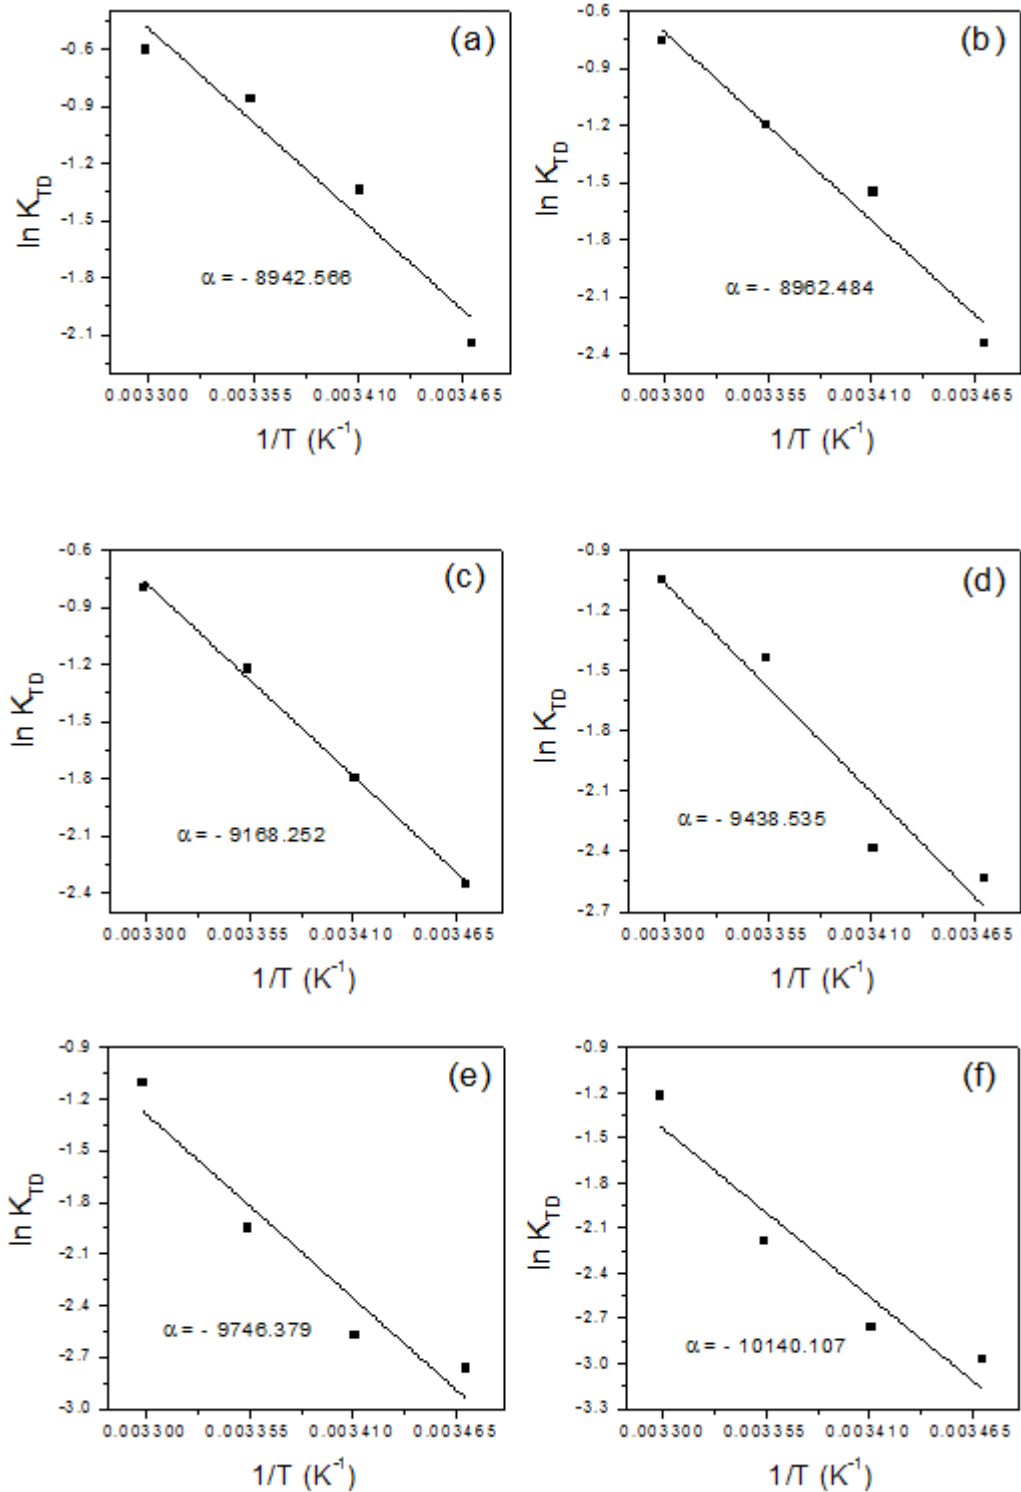 (a)
ln K_TD
-0.6
-0.9
-1.2
-1.5
-1.8
-2.1
α = - 8942.566
0.003300 0.003355 0.003410 0.003465
1/T (K⁻¹)
(b)
ln K_TD
-0.6
-0.9
-1.2
-1.5
-1.8
-2.1
-2.4
α = - 8962.484
0.003300 0.003355 0.003410 0.003465
1/T (K⁻¹)
(c)
ln K_TD
-0.6
-0.9
-1.2
-1.5
-1.8
-2.1
-2.4
α = - 9168.252
0.003300 0.003355 0.003410 0.003465
1/T (K⁻¹)
(d)
ln K_TD
-0.9
-1.2
-1.5
-1.8
-2.1
-2.4
-2.7
α = - 9438.535
0.003300 0.003355 0.003410 0.003465
1/T (K⁻¹)
(e)
ln K_TD
-0.9
-1.2
-1.5
-1.8
-2.1
-2.4
-2.7
-3.0
α = - 9746.379
0.003300 0.003355 0.003410 0.003465
1/T (K⁻¹)
(f)
ln K_TD
-0.9
-1.2
-1.5
-1.8
-2.1
-2.4
-2.7
-3.0
-3.3
α = - 10140.107
0.003300 0.003355 0.003410 0.003465
1/T (K⁻¹)